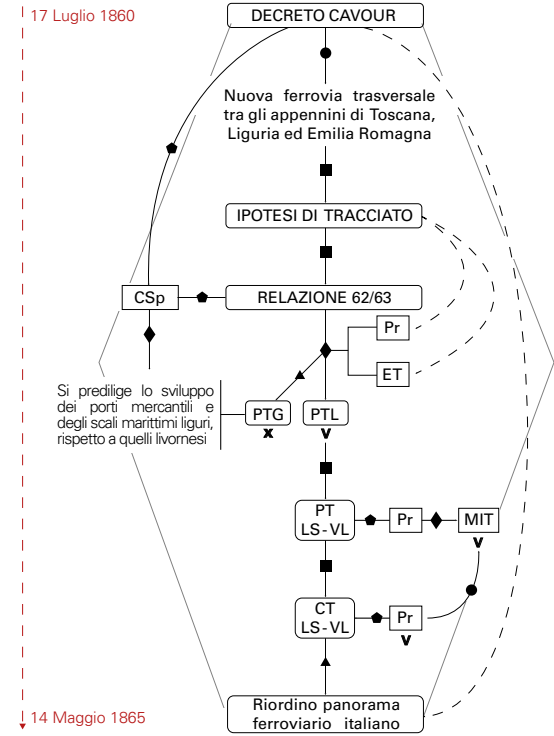 17 Luglio 1860
DECRETO CAVOUR
Nuova ferrovia trasversale
tra gli appennini di Toscana,
Liguria ed Emilia Romagna
IPOTESI DI TRACCIATO
CSp
RELAZIONE 62/63
Pr
ET
Si predilige lo sviluppo
dei porti mercantili e
degli scali marittimi liguri,
rispetto a quelli livornesi
PTG
x
PTL
v
PT
LS-VL
Pr
MIT
v
CT
LS-VL
Pr
v
14 Maggio 1865
Riordino panorama
ferroviario italiano